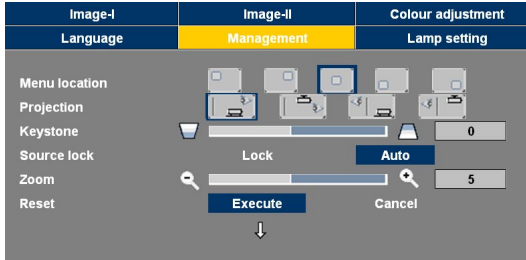 Image-I Image-II Colour adjustment
Language Management Lamp setting
Menu location
Projection
Keystone 0
Source lock Lock Auto
Zoom 5
Reset Execute Cancel